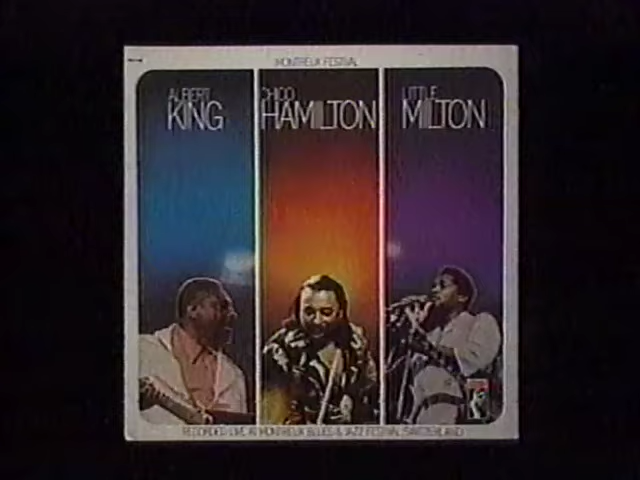 MONTREUX FESTIVAL
ALBERT
KING
CHICO
HAMILTON
LITTLE
MILTON
RECORDED LIVE AT MONTREUX BLUES & JAZZ FESTIVAL SWITZERLAND